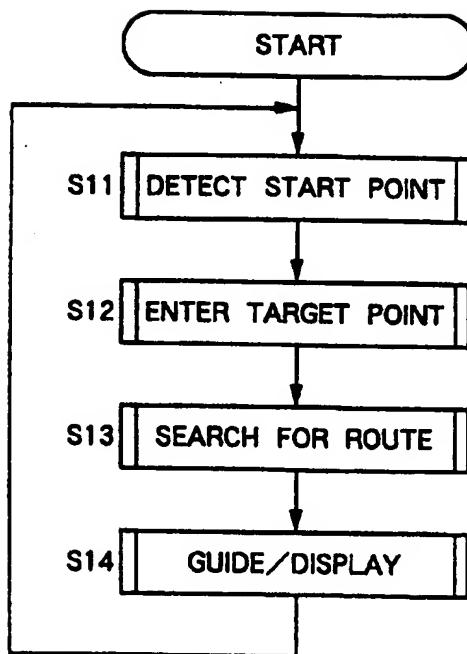 START
S11 DETECT START POINT
S12 ENTER TARGET POINT
S13 SEARCH FOR ROUTE
S14 GUIDE/DISPLAY